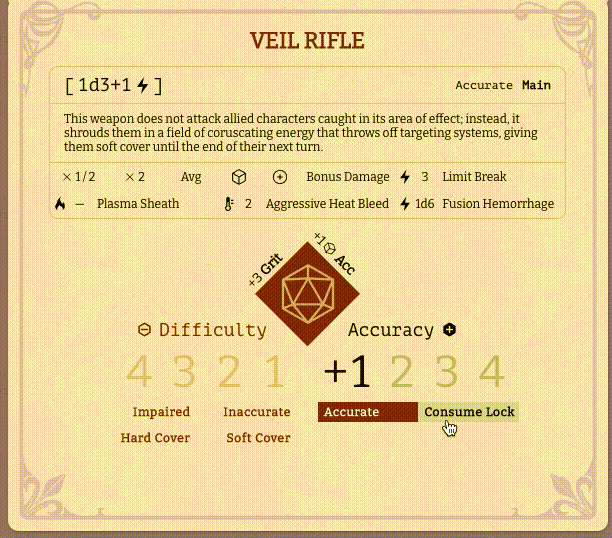 VEIL RIFLE
[ 1d3+1 ] Accurate Main
This weapon does not attack allied characters caught in its area of effect; instead, it
shrouds them in a field of coruscating energy that throws off targeting systems, giving
them soft cover until the end of their next turn.
× 1/2 × 2 Avg Bonus Damage 3 Limit Break
– Plasma Sheath 2 Aggressive Heat Bleed 1d6 Fusion Hemorrhage
+3 Grit +1 Acc
Difficulty Accuracy
4 3 2 1 +1 2 3 4
Impaired Inaccurate Accurate Consume Lock
Hard Cover Soft Cover